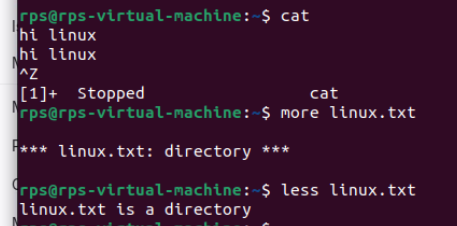 rps@rps-virtual-machine:~$ cat
hi linux
hi linux
^Z
[1]+  Stopped                 cat
rps@rps-virtual-machine:~$ more linux.txt

*** linux.txt: directory ***

rps@rps-virtual-machine:~$ less linux.txt
linux.txt is a directory